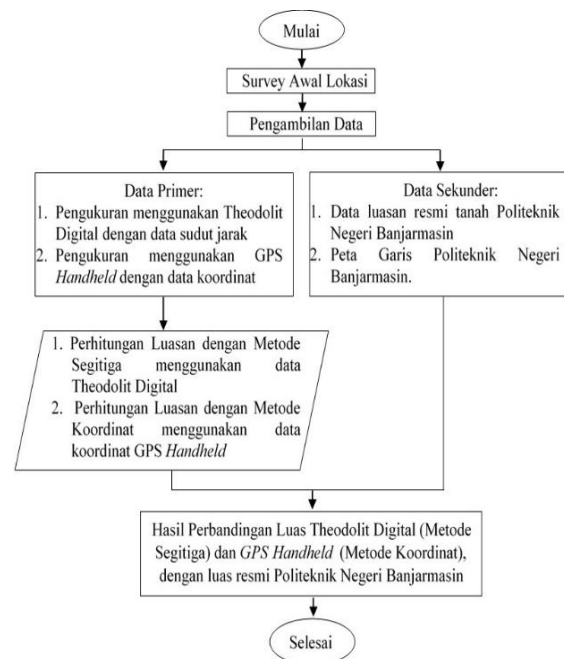 Mulai
Survey Awal Lokasi
Pengambilan Data
Data Primer:
1. Pengukuran menggunakan Theodolit
Digital dengan data sudut jarak
2. Pengukuran menggunakan GPS
Handheld dengan data koordinat
Data Sekunder:
1. Data luasan resmi tanah Politeknik
Negeri Banjarmasin
2. Peta Garis Politeknik Negeri
Banjarmasin.
1. Perhitungan Luasan dengan Metode
Segitiga menggunakan data
Theodolit Digital
2. Perhitungan Luasan dengan Metode
Koordinat menggunakan data
koordinat GPS Handheld
Hasil Perbandingan Luas Theodolit Digital (Metode
Segitiga) dan GPS Handheld (Metode Koordinat),
dengan luas resmi Politeknik Negeri Banjarmasin
Selesai